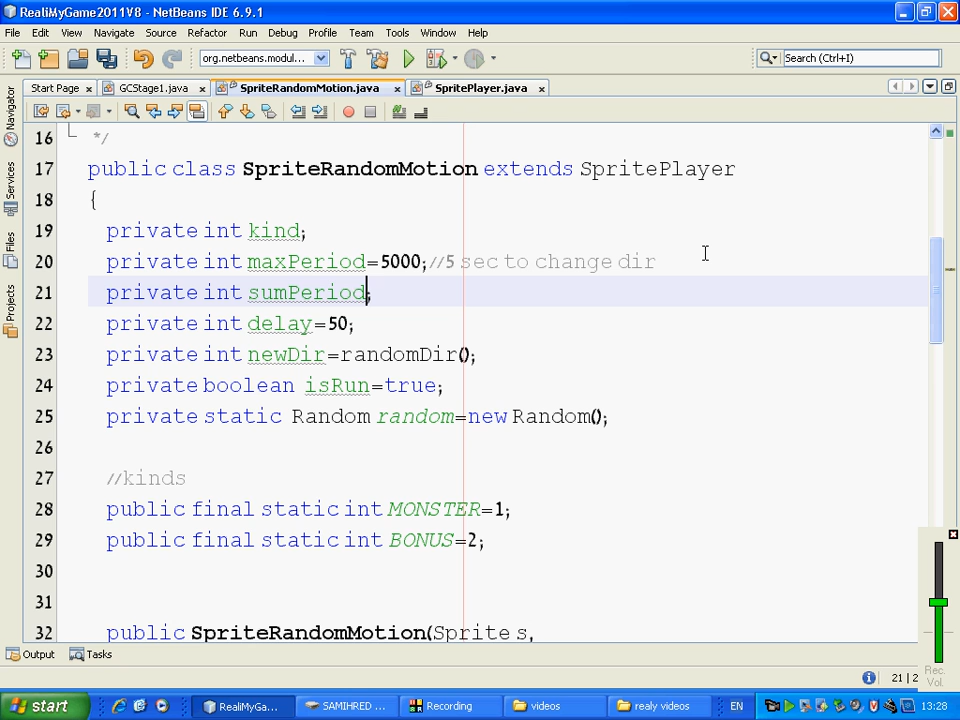 RealiMyGame2011V8 - NetBeans IDE 6.9.1
File Edit View Navigate Source Refactor Run Debug Profile Team Tools Window Help
org.netbeans.modul... Search (Ctrl+I)
Start Page GCStage1.java SpriteRandomMotion.java SpritePlayer.java
Navigator
Services
Files
Projects
16 */
17 public class SpriteRandomMotion extends SpritePlayer
18 {
19 private int kind;
20 private int maxPeriod=5000;//5 sec to change dir
21 private int sumPeriod;
22 private int delay=50;
23 private int newDir=randomDir();
24 private boolean isRun=true;
25 private static Random random=new Random();
26
27 //kinds
28 public final static int MONSTER=1;
29 public final static int BONUS=2;
30
31
32 public SpriteRandomMotion(Sprite s,
Output Tasks
Rec.
Vol.
21 | 2
start RealiMyGa... SAMIHRED ... Recording videos realy videos EN 13:28